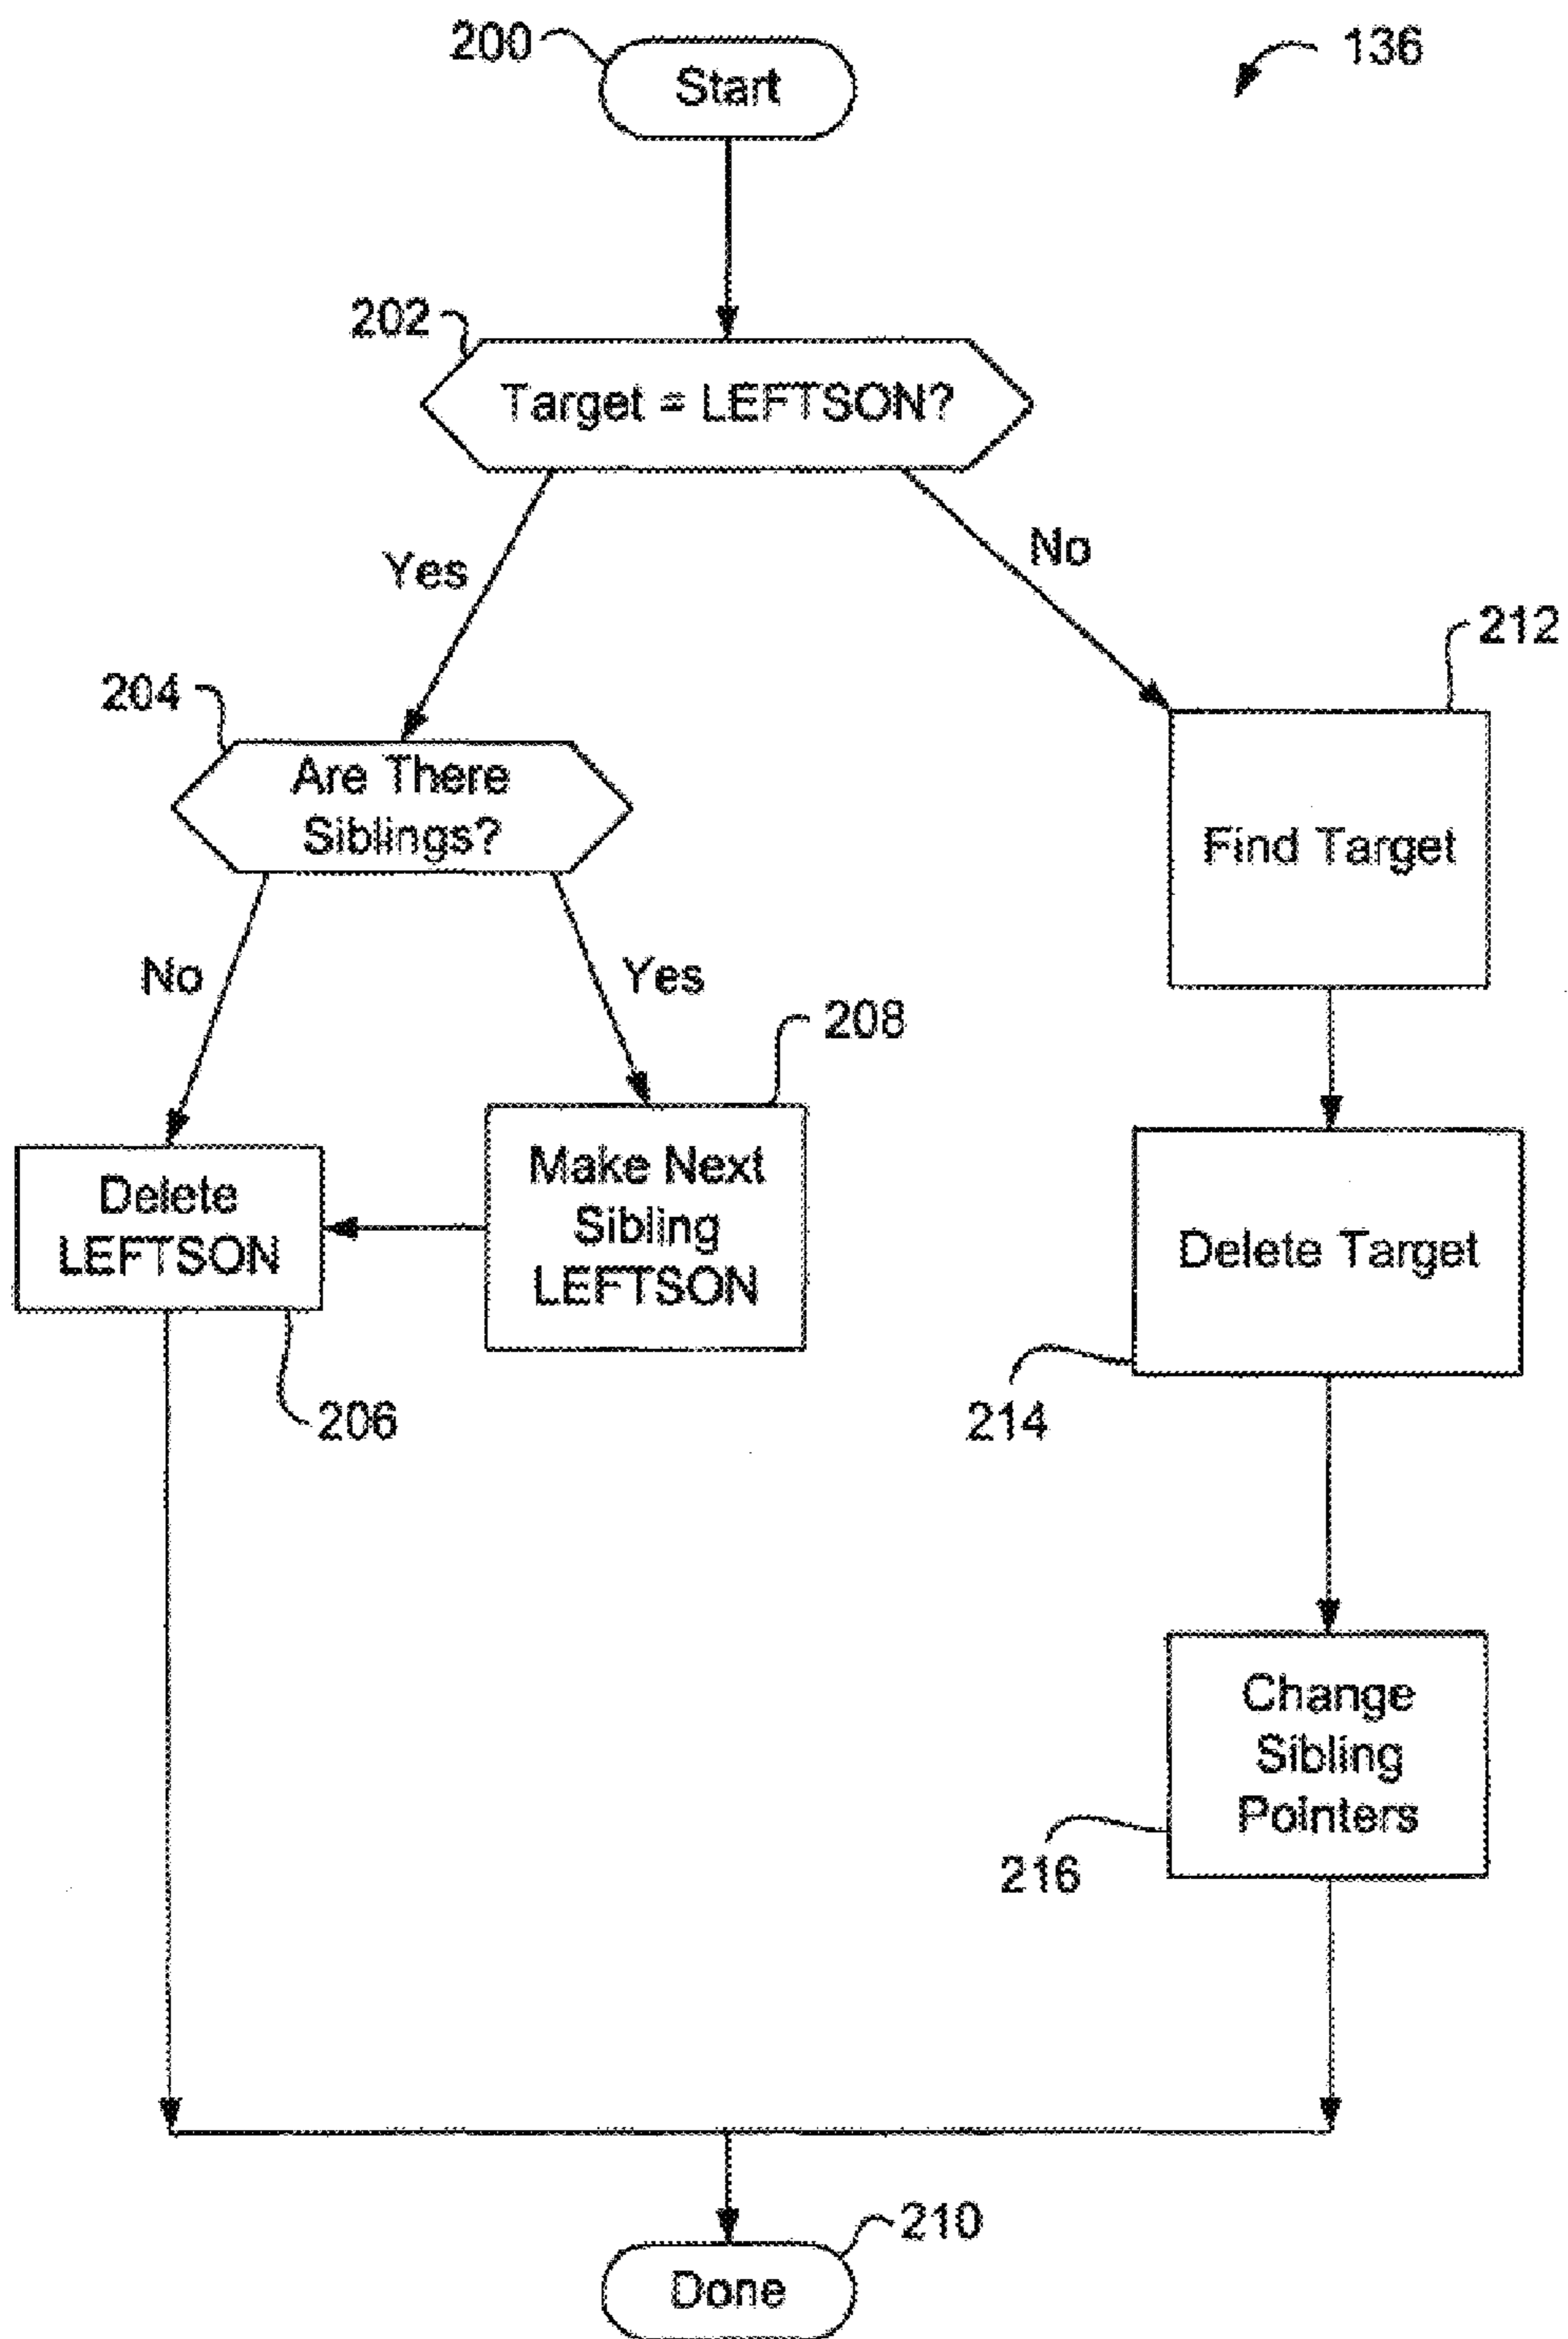 200
Start
136
202
Target = LEFTSON?
Yes
No
212
204
Are There
Siblings?
Find Target
No
Yes
208
Delete
LEFTSON
Make Next
Sibling
LEFTSON
Delete Target
206
214
Change
Sibling
Pointers
216
210
Done